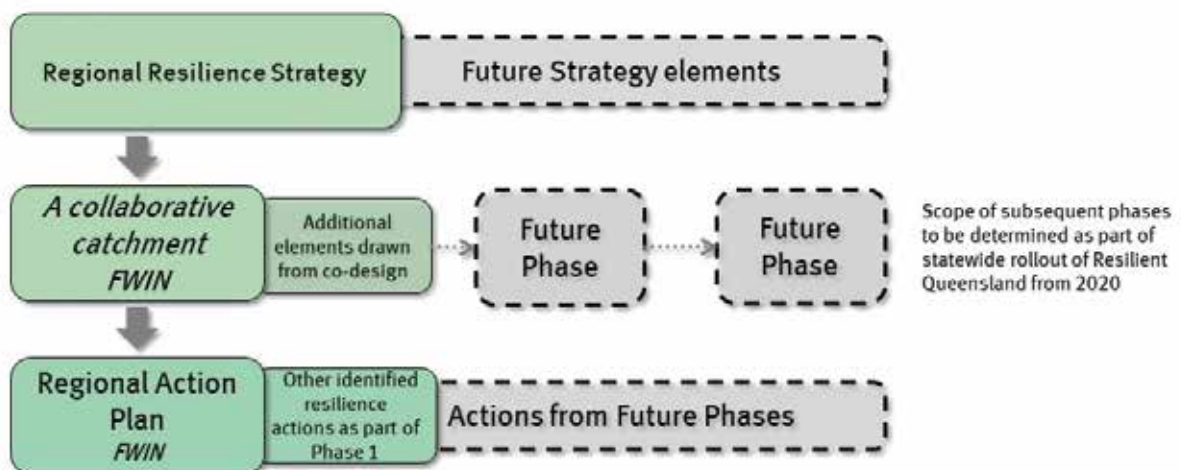 Regional Resilience Strategy
Future Strategy elements
A collaborative
catchment
FWIN
Additional
elements drawn
from co-design
Future
Phase
Future
Phase
Scope of subsequent phases
to be determined as part of
statewide rollout of Resilient
Queensland from 2020
Regional Action
Plan
FWIN
Other identified
resilience
actions as part of
Phase 1
Actions from Future Phases